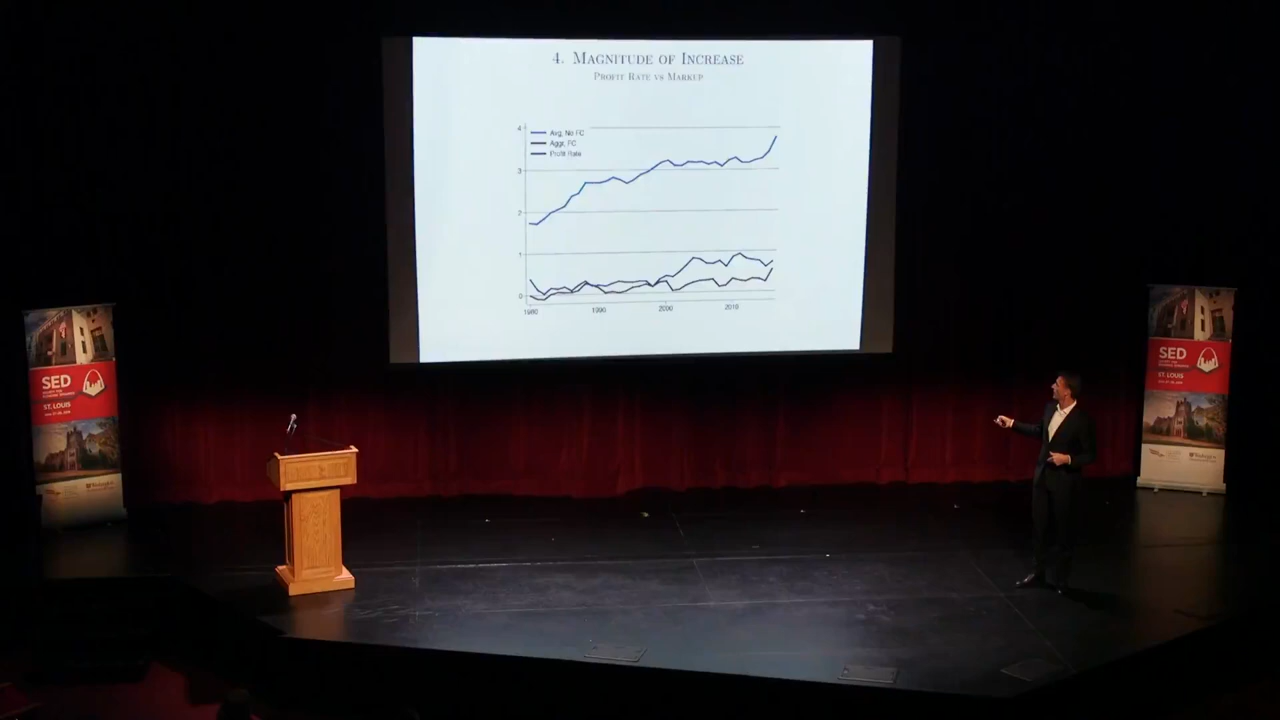 4. Magnitude of Increase
Profit Rate vs Markup
4
3
2
1
0
Avg, No FC
Aggr, FC
Profit Rate
1980
1990
2000
2010
SED
ST. LOUIS
SED
ST. LOUIS